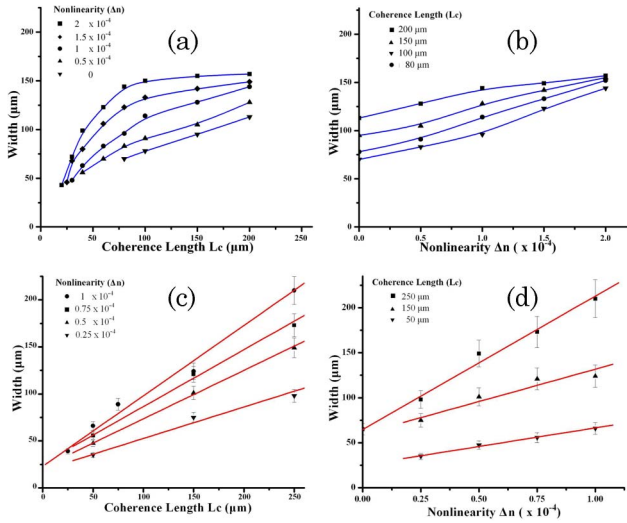 Nonlinearity (Δn)
2 x 10⁻⁴
1.5 x 10⁻⁴
1 x 10⁻⁴
0.5 x 10⁻⁴
0
(a)
200
150
100
50
0
Width (µm)
0 50 100 150 200 250
Coherence Length Lc (µm)
Coherence Length (Lc)
200 µm
150 µm
100 µm
80 µm
(b)
200
150
100
50
0
Width (µm)
0.0 0.5 1.0 1.5 2.0
Nonlinearity Δn ( x 10⁻⁴)
Nonlinearity (Δn)
1 x 10⁻⁴
0.75 x 10⁻⁴
0.5 x 10⁻⁴
0.25 x 10⁻⁴
(c)
200
150
100
50
0
Width (µm)
0 50 100 150 200 250
Coherence Length Lc (µm)
Coherence Length (Lc)
250 µm
150 µm
50 µm
(d)
200
150
100
50
0
Width (µm)
0.00 0.25 0.50 0.75 1.00
Nonlinearity Δn ( x 10⁻⁴)